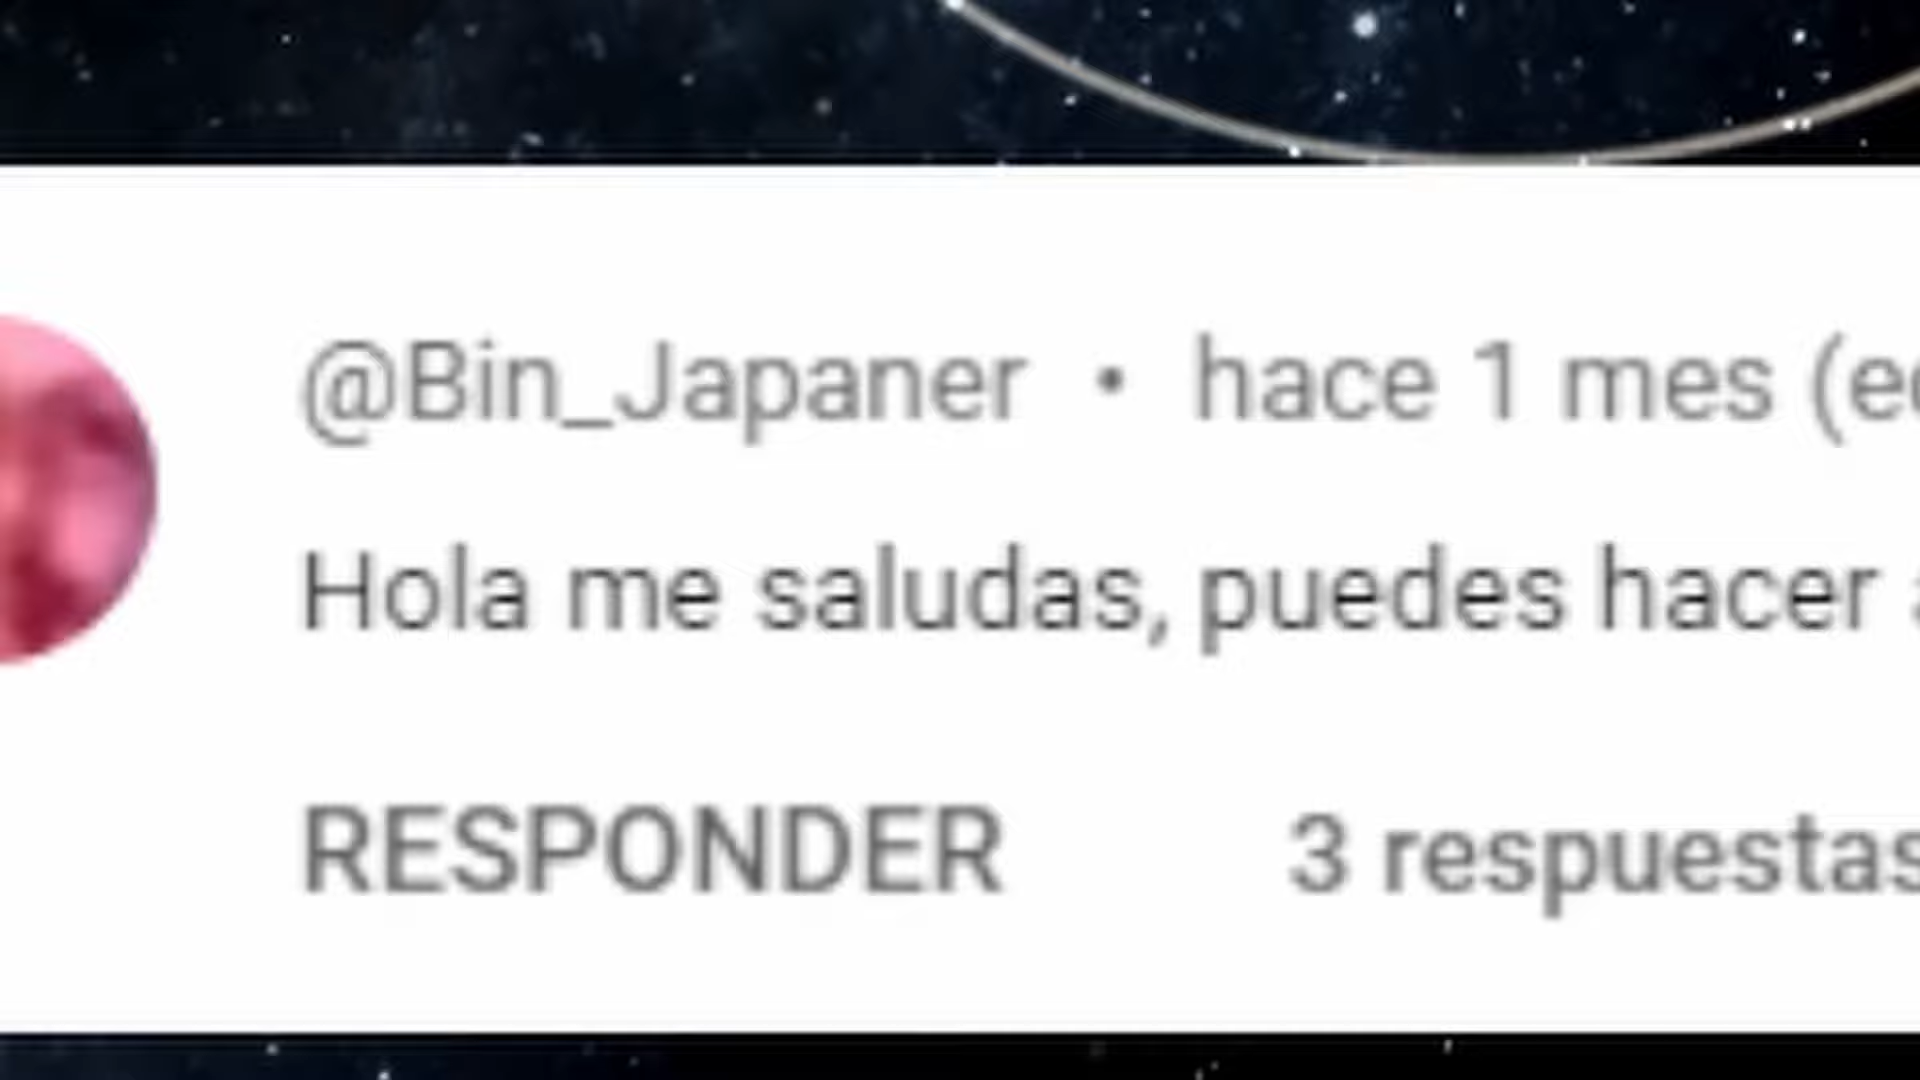 @Bin_Japaner • hace 1 mes (
Hola me saludas, puedes hacer
RESPONDER 3 respuestas